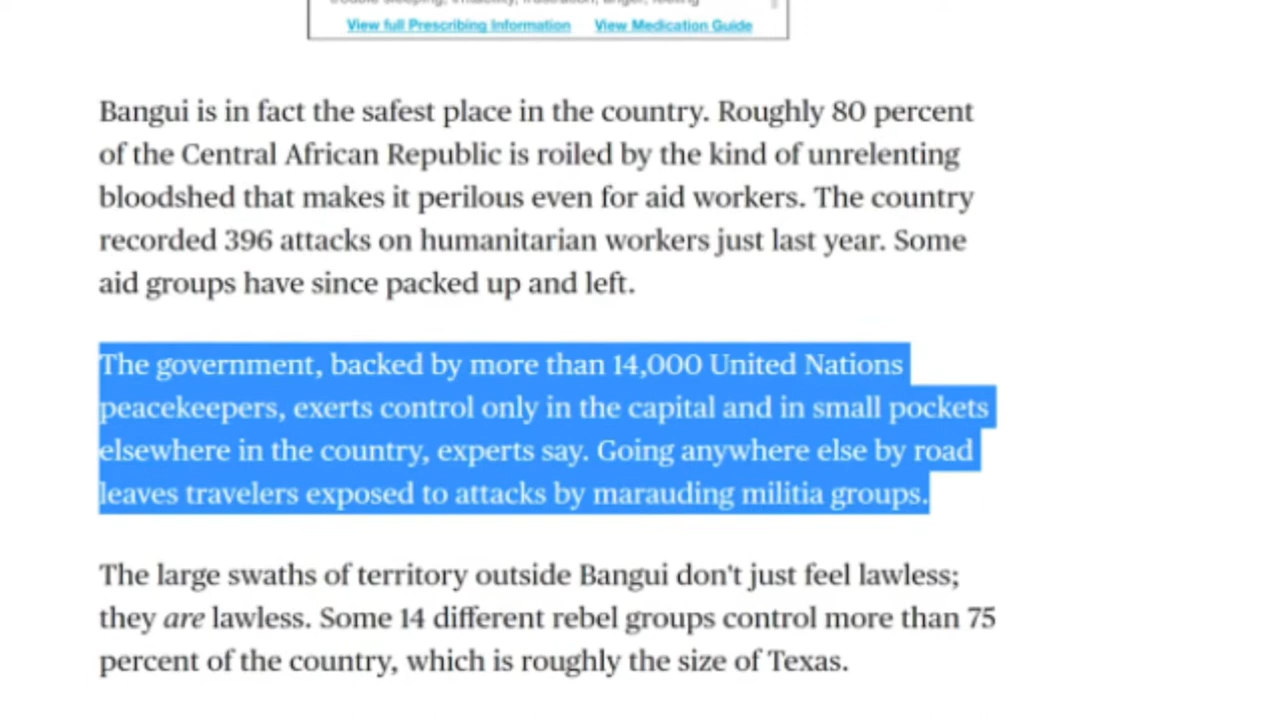 trouble sleeping, irritability, frustration, anger, feeling
View full Prescribing Information View Medication Guide
Bangui is in fact the safest place in the country. Roughly 80 percent
of the Central African Republic is roiled by the kind of unrelenting
bloodshed that makes it perilous even for aid workers. The country
recorded 396 attacks on humanitarian workers just last year. Some
aid groups have since packed up and left.
The government, backed by more than 14,000 United Nations
peacekeepers, exerts control only in the capital and in small pockets
elsewhere in the country, experts say. Going anywhere else by road
leaves travelers exposed to attacks by marauding militia groups.
The large swaths of territory outside Bangui don't just feel lawless;
they are lawless. Some 14 different rebel groups control more than 75
percent of the country, which is roughly the size of Texas.